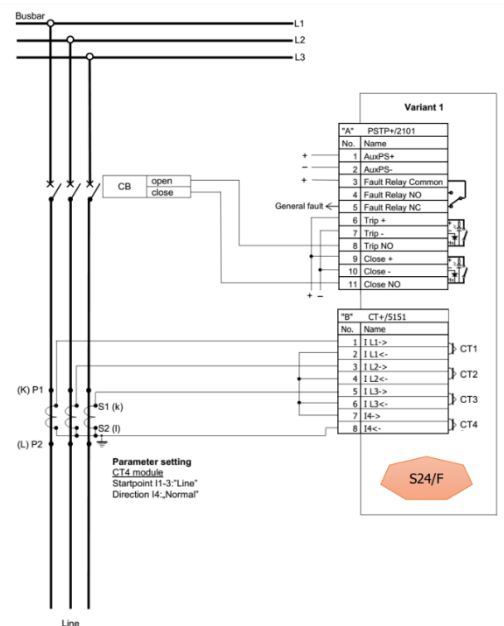 Busbar
L1
L2
L3
Variant 1
"A" PSTP+/2101
No. Name
+ 1 AuxPS+
– 2 AuxPS-
+ 3 Fault Relay Common
4 Fault Relay NO
General fault 5 Fault Relay NC
6 Trip +
7 Trip -
8 Trip NO
9 Close +
10 Close -
11 Close NO
+ –
CB open
close
"B" CT+/5151
No. Name
1 I L1->
2 I L1<-
CT1
3 I L2->
4 I L2<-
CT2
5 I L3->
6 I L3<-
CT3
7 I4->
8 I4<-
CT4
(K) P1
S1 (k)
S2 (l)
(L) P2
Parameter setting
CT4 module
Startpoint I1-3:"Line"
Direction I4:„Normal"
S24/F
Line